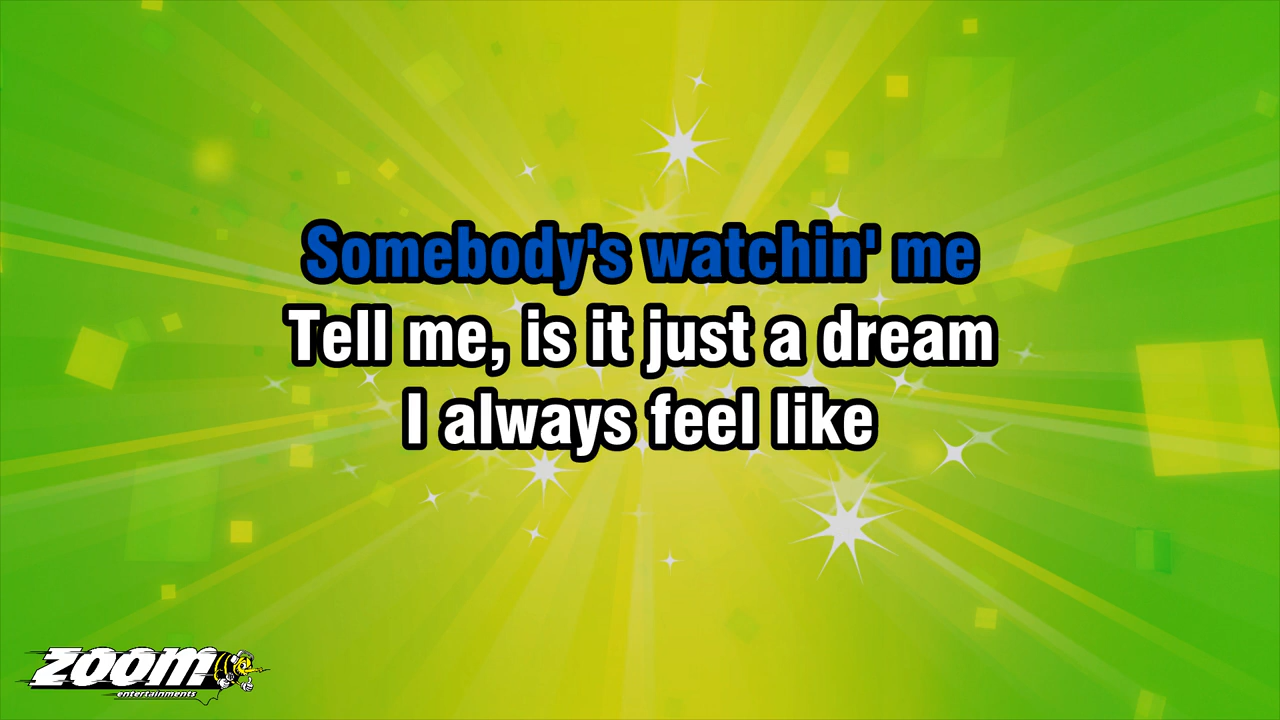 Somebody's watchin' me
Tell me, is it just a dream
I always feel like
ZOOM
entertainments